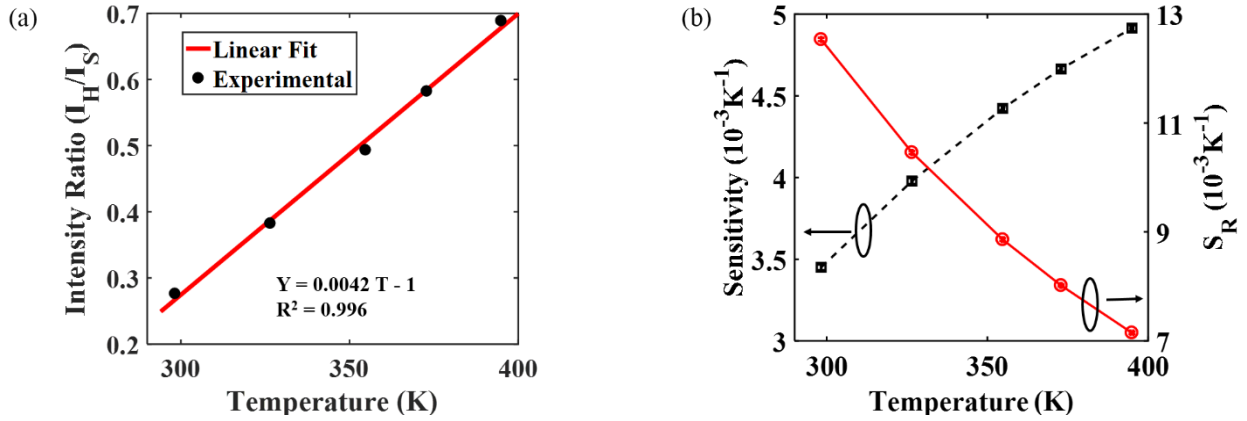 (a)
0.7
0.6
0.5
0.4
0.3
0.2
Intensity Ratio (I_H/I_S)
Linear Fit
Experimental
Y = 0.0042 T - 1
R² = 0.996
300
350
400
Temperature (K)
(b)
5
4.5
4
3.5
3
Sensitivity (10⁻³K⁻¹)
13
11
9
7
S_R (10⁻³K⁻¹)
300
350
400
Temperature (K)